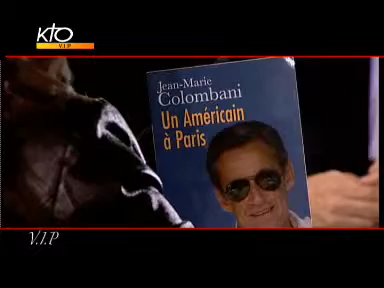 kto
V.I.P
Jean-Marie
Colombani
Un Américain
à Paris
V.I.P